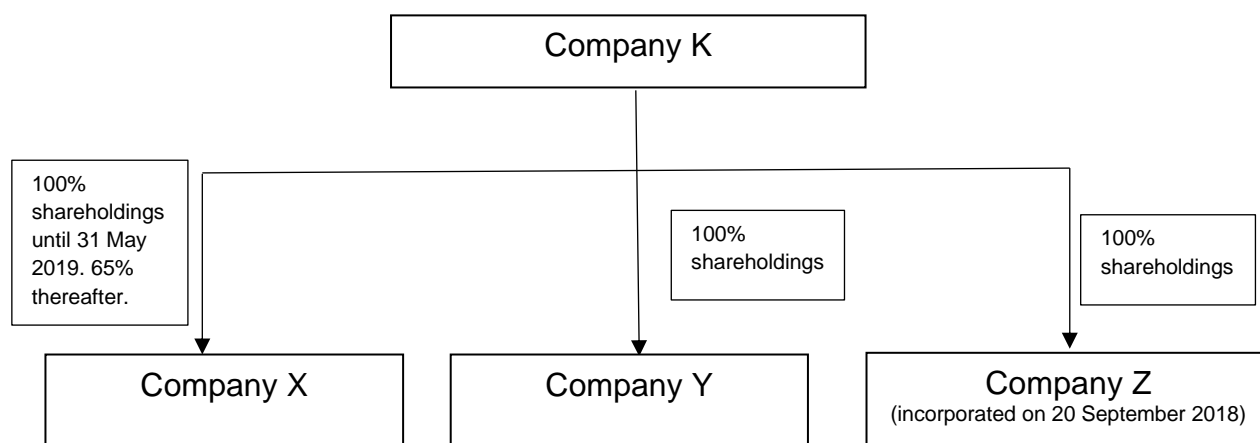 Company K
100%
shareholdings
until 31 May
2019. 65%
thereafter.
100%
shareholdings
100%
shareholdings
Company X
Company Y
Company Z
(incorporated on 20 September 2018)